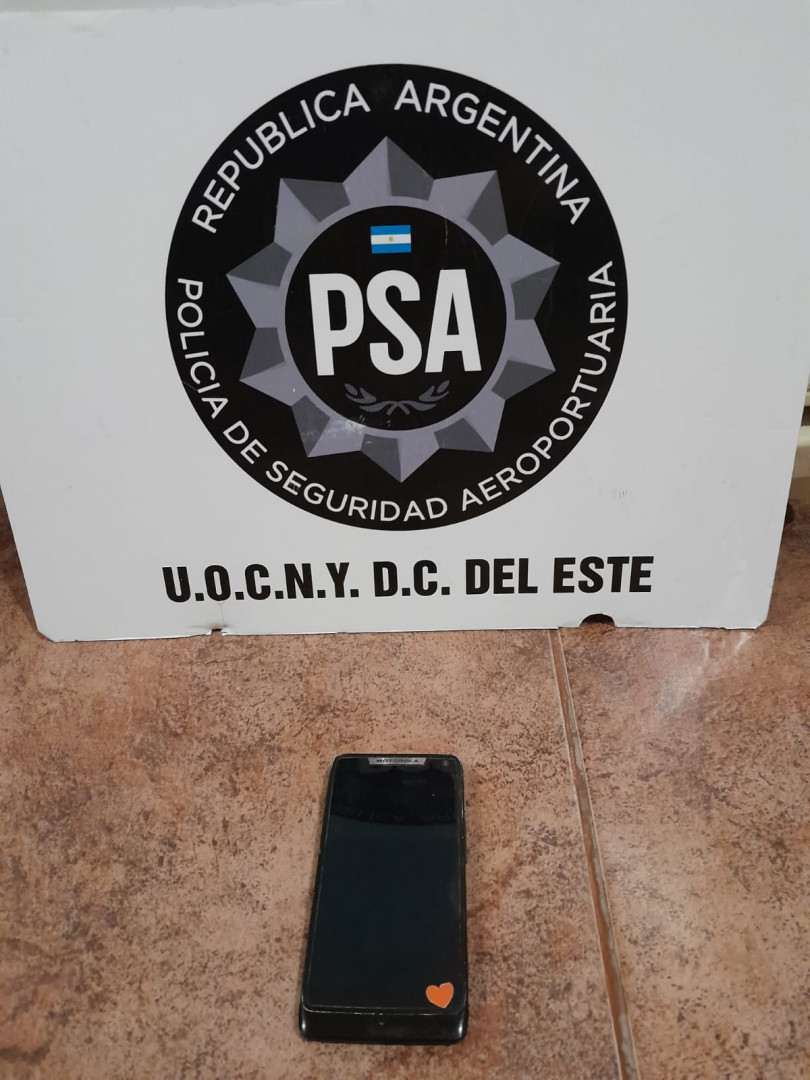 REPUBLICA ARGENTINA
PSA
POLICIA DE SEGURIDAD AEROPORTUARIA
U.O.C.N.Y. D.C. DEL ESTE
MOTOROLA